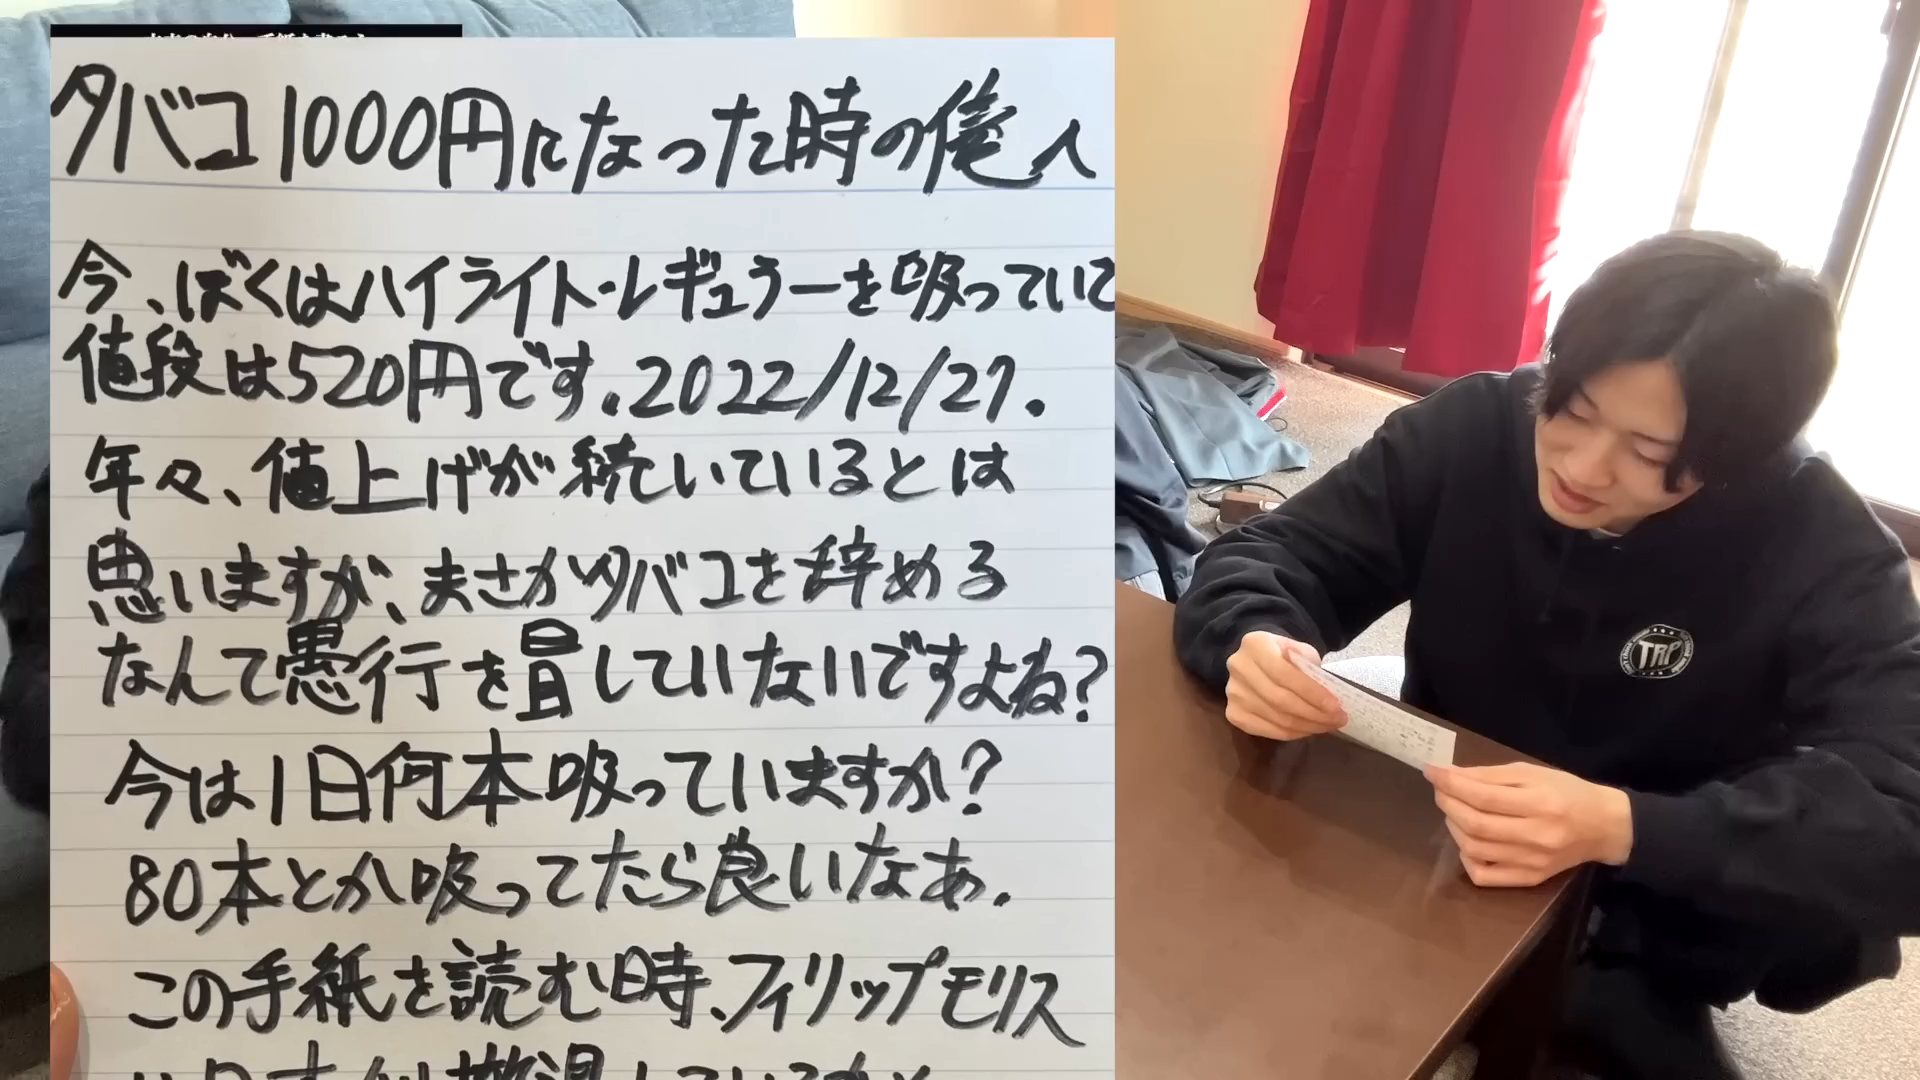 タバコ1000円になった時の俺へ
今、ぼくはハイライト・レギュラーを吸っていて
値段は520円です.2022/12/27.
年々、値上げが続いているとは
思いますが、まさかタバコを辞めろ
なんて愚行を冒していないですよね?
今は1日何本吸っていますか?
80本とか吸ってたら良いなあ.
この手紙を読む時、フィリップモリス
TRP